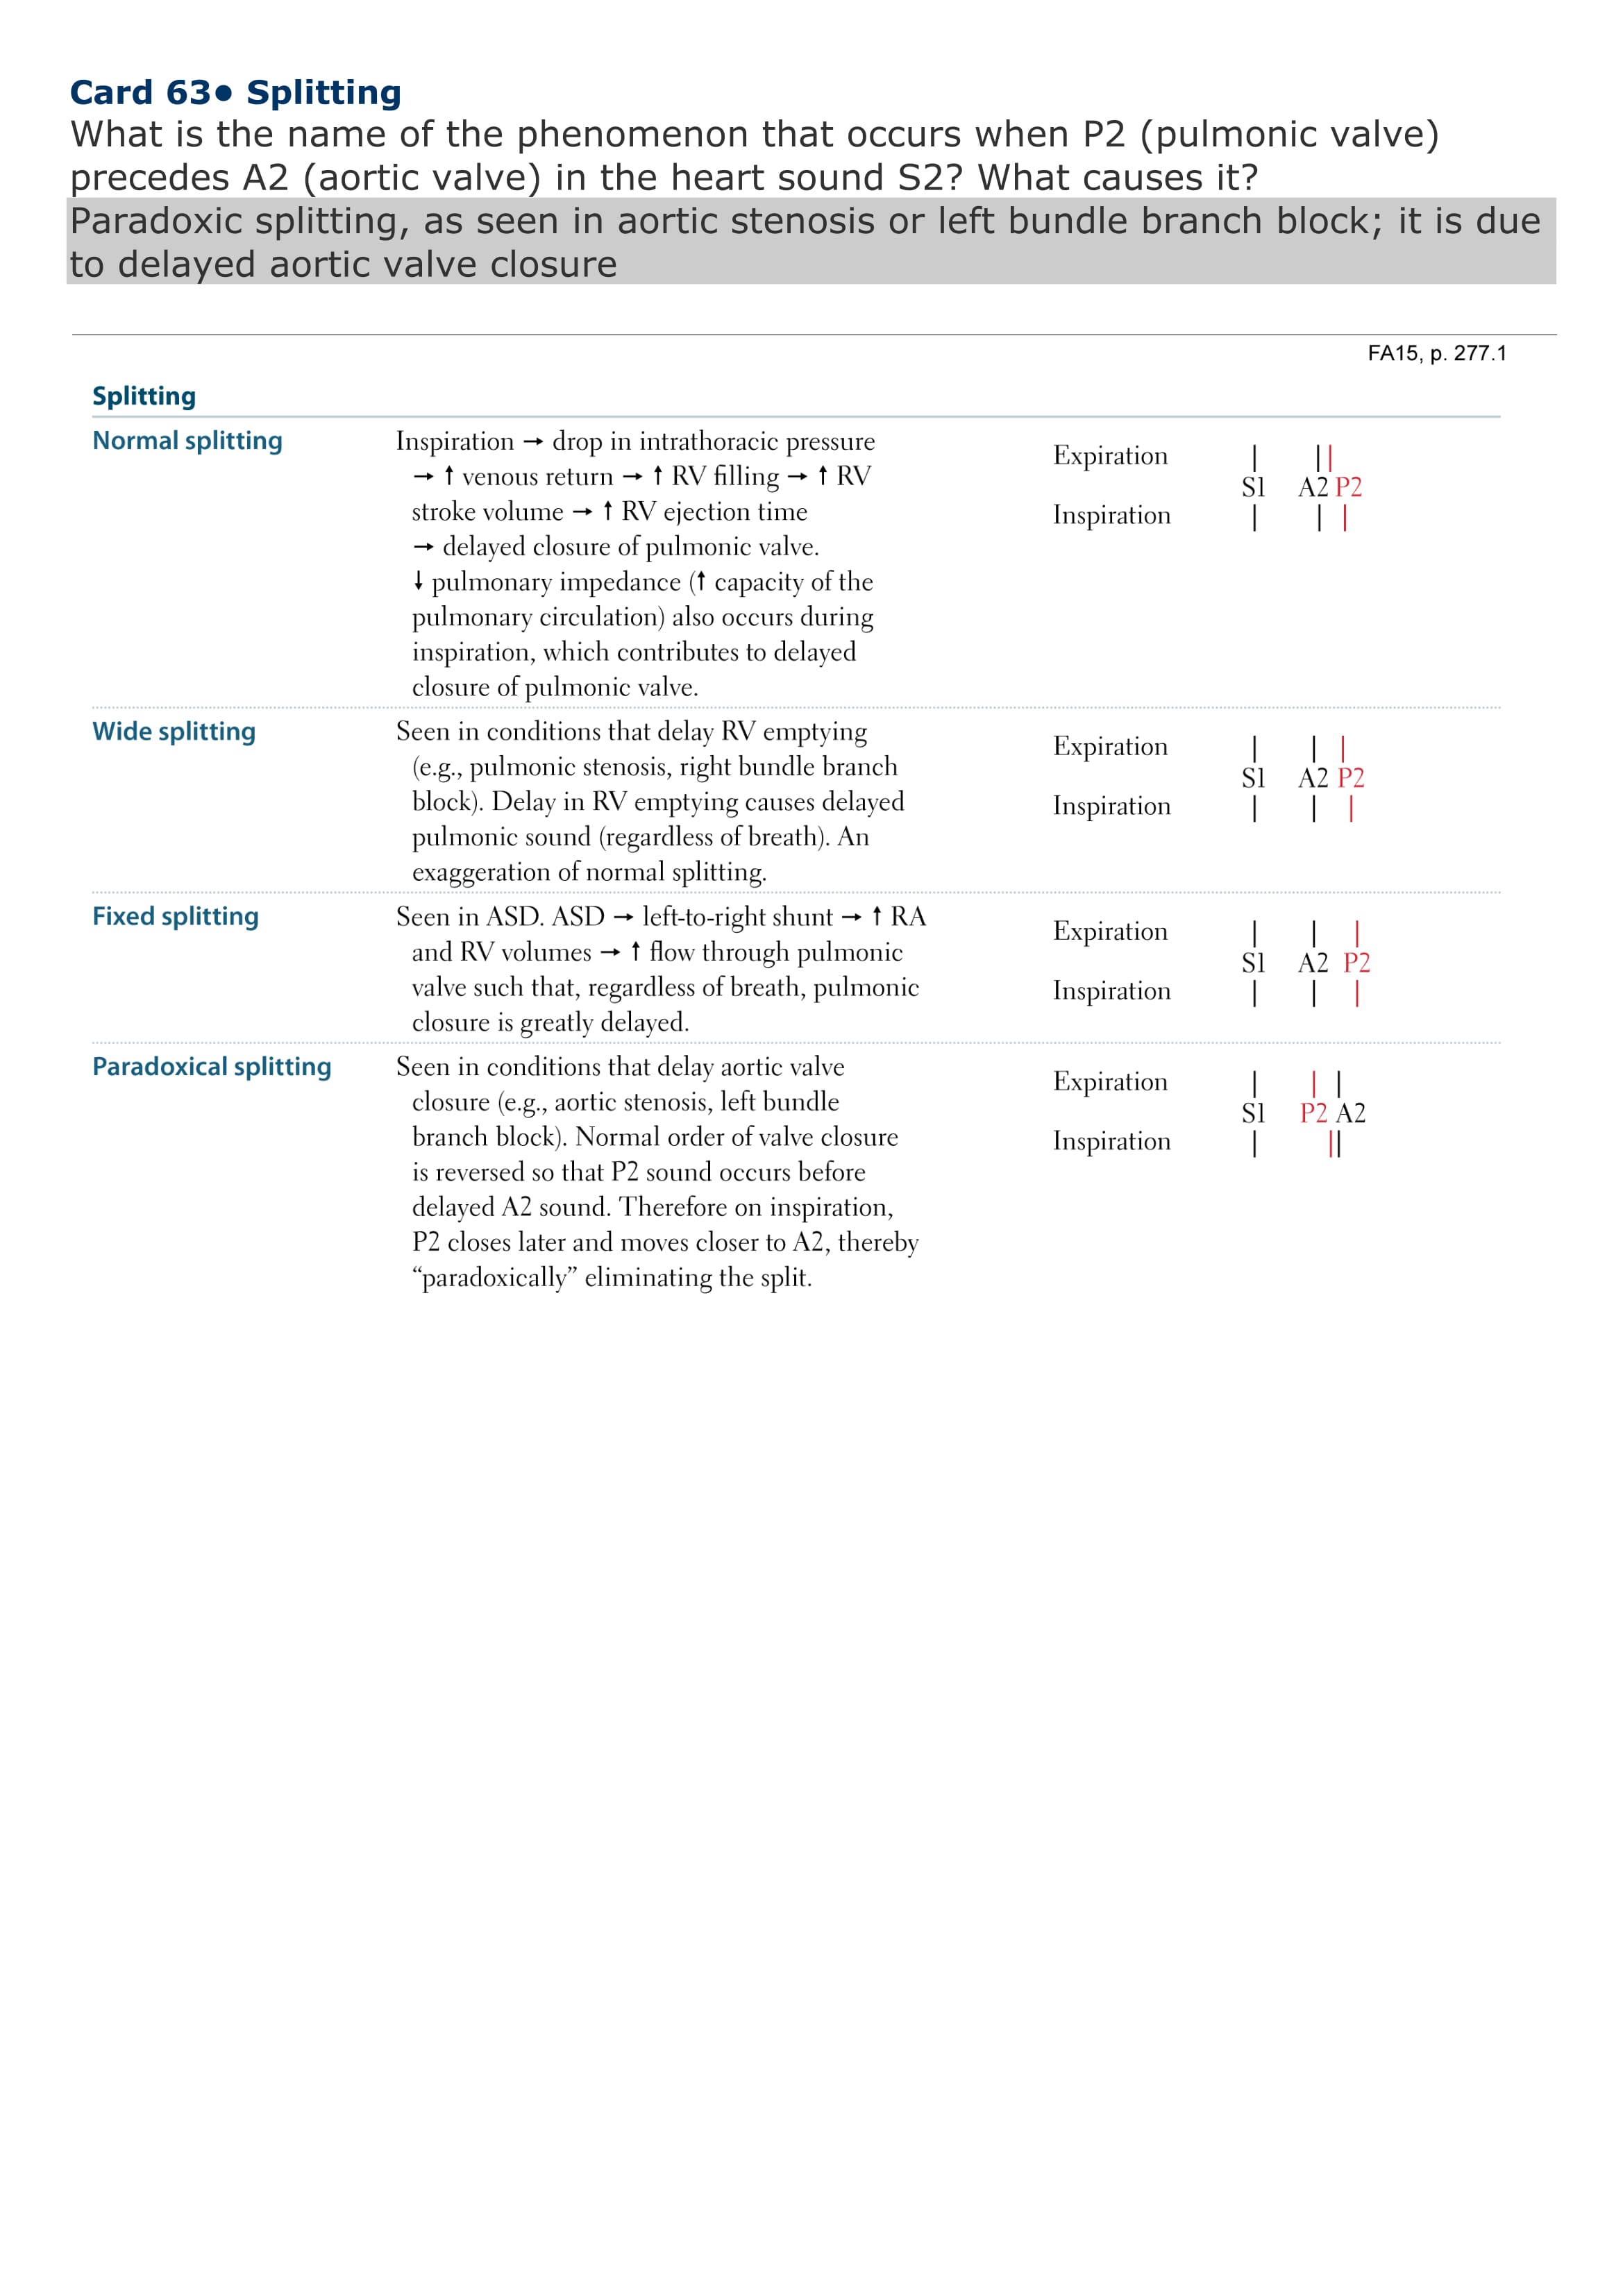 Card 63● Splitting
What is the name of the phenomenon that occurs when P2 (pulmonic valve)
precedes A2 (aortic valve) in the heart sound S2? What causes it?
Paradoxic splitting, as seen in aortic stenosis or left bundle branch block; it is due
to delayed aortic valve closure
FA15, p. 277.1
Splitting
Normal splitting
Inspiration → drop in intrathoracic pressure
→ ↑ venous return → ↑ RV filling → ↑ RV
stroke volume → ↑ RV ejection time
→ delayed closure of pulmonic valve.
↓ pulmonary impedance (↑ capacity of the
pulmonary circulation) also occurs during
inspiration, which contributes to delayed
closure of pulmonic valve.
Expiration
S1 A2 P2
Inspiration
Wide splitting
Seen in conditions that delay RV emptying
(e.g., pulmonic stenosis, right bundle branch
block). Delay in RV emptying causes delayed
pulmonic sound (regardless of breath). An
exaggeration of normal splitting.
Expiration
S1 A2 P2
Inspiration
Fixed splitting
Seen in ASD. ASD → left-to-right shunt → ↑ RA
and RV volumes → ↑ flow through pulmonic
valve such that, regardless of breath, pulmonic
closure is greatly delayed.
Expiration
S1 A2 P2
Inspiration
Paradoxical splitting
Seen in conditions that delay aortic valve
closure (e.g., aortic stenosis, left bundle
branch block). Normal order of valve closure
is reversed so that P2 sound occurs before
delayed A2 sound. Therefore on inspiration,
P2 closes later and moves closer to A2, thereby
“paradoxically” eliminating the split.
Expiration
S1 P2 A2
Inspiration